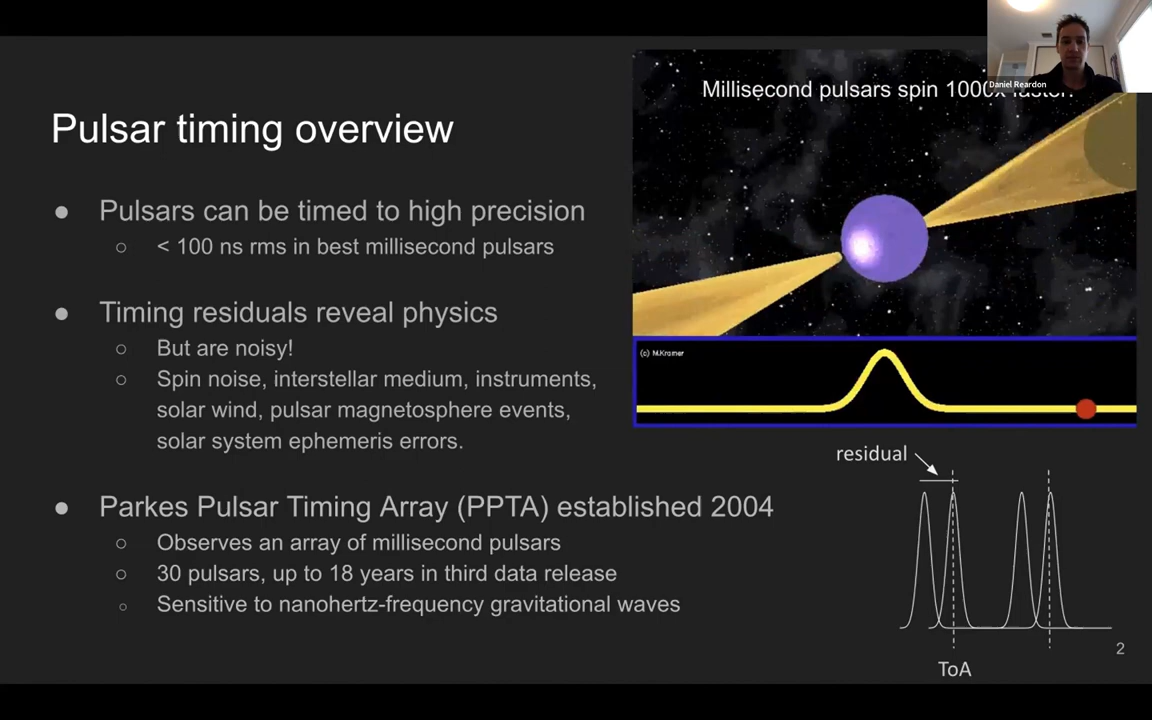 Millisecond pulsars spin 1000x faster!
Daniel Reardon
Pulsar timing overview
● Pulsars can be timed to high precision
○ < 100 ns rms in best millisecond pulsars
● Timing residuals reveal physics
○ But are noisy!
○ Spin noise, interstellar medium, instruments,
solar wind, pulsar magnetosphere events,
solar system ephemeris errors.
● Parkes Pulsar Timing Array (PPTA) established 2004
○ Observes an array of millisecond pulsars
○ 30 pulsars, up to 18 years in third data release
○ Sensitive to nanohertz-frequency gravitational waves
(c) M.Kramer
residual
ToA
2